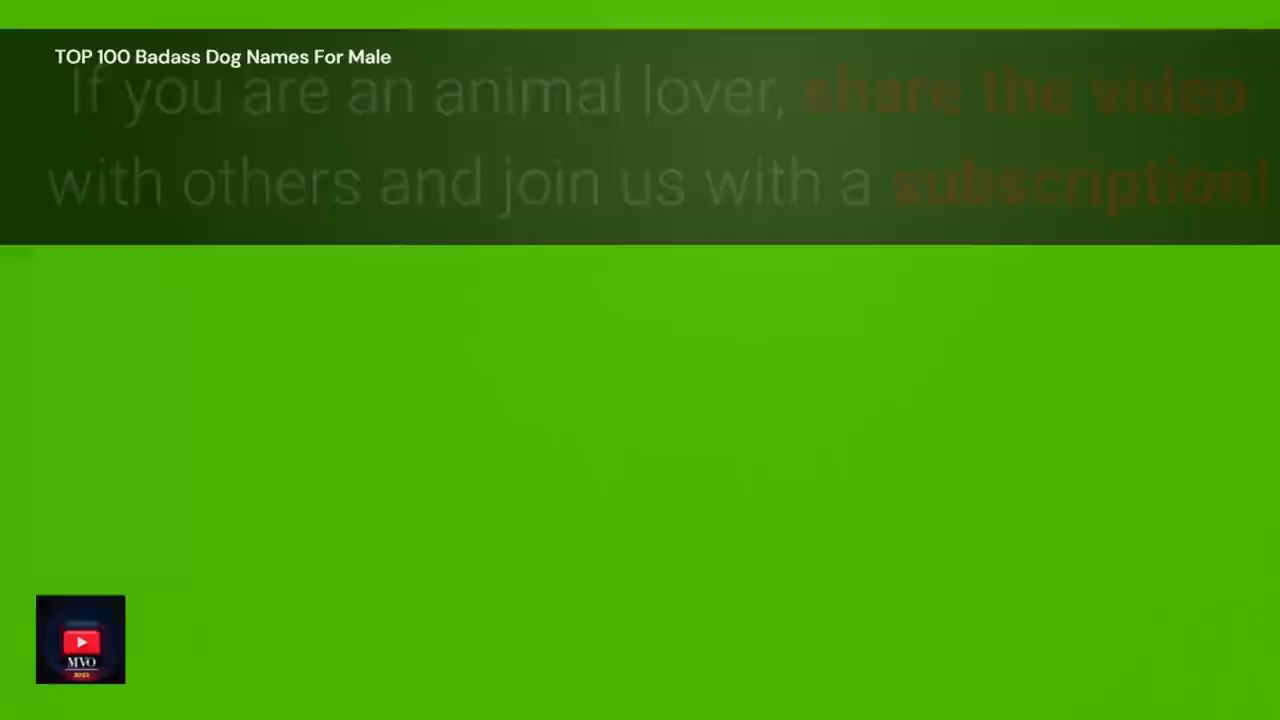 TOP 100 Badass Dog Names For Male
If you are an animal lover, share the video
with others and join us with a subscription!
MVO